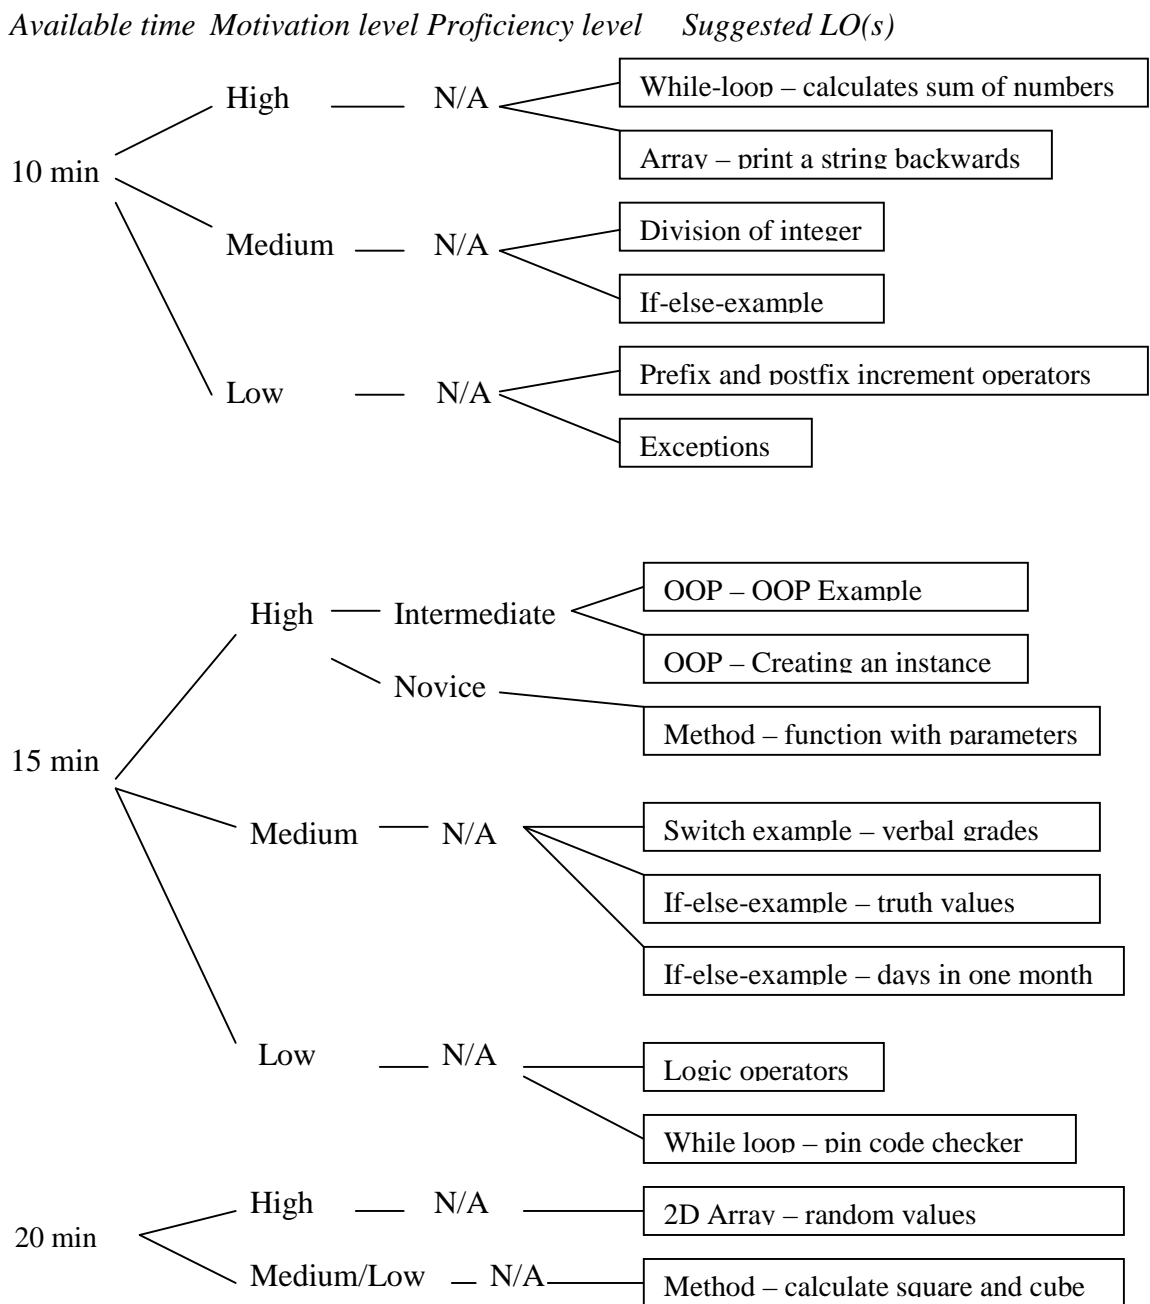 Available time Motivation level Proficiency level Suggested LO(s)
While-loop – calculates sum of numbers
High N/A
Array – print a string backwards
10 min
Division of integer
Medium N/A
If-else-example
Prefix and postfix increment operators
Low N/A
Exceptions
OOP – OOP Example
High Intermediate
OOP – Creating an instance
Novice
Method – function with parameters
15 min
Switch example – verbal grades
Medium N/A
If-else-example – truth values
If-else-example – days in one month
Low N/A
Logic operators
While loop – pin code checker
High N/A
2D Array – random values
20 min
Medium/Low N/A
Method – calculate square and cube